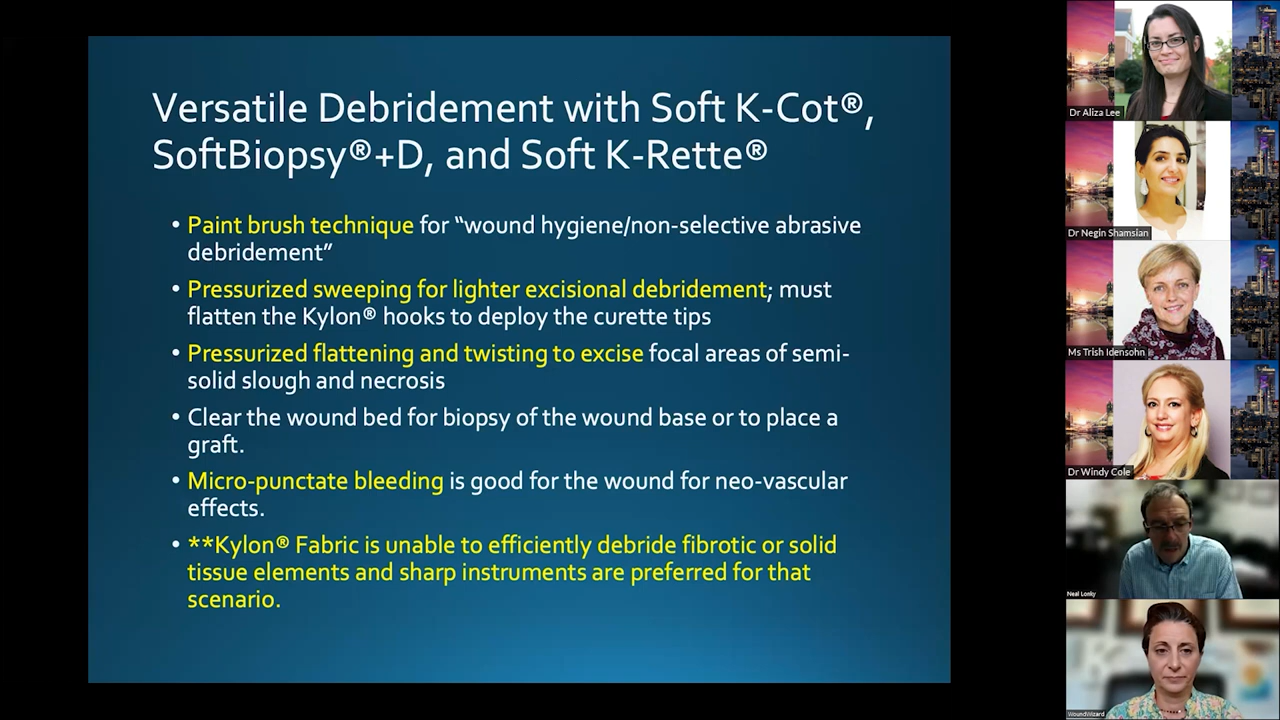 Versatile Debridement with Soft K-Cot®,
SoftBiopsy®+D, and Soft K-Rette®
• Paint brush technique for “wound hygiene/non-selective abrasive
debridement”
• Pressurized sweeping for lighter excisional debridement; must
flatten the Kylon® hooks to deploy the curette tips
• Pressurized flattening and twisting to excise focal areas of semi-
solid slough and necrosis
• Clear the wound bed for biopsy of the wound base or to place a
graft.
• Micro-punctate bleeding is good for the wound for neo-vascular
effects.
• **Kylon® Fabric is unable to efficiently debride fibrotic or solid
tissue elements and sharp instruments are preferred for that
scenario.
Dr Aliza Lee
Dr Negin Shamsian
Ms Trish Idensohn
Dr Windy Cole
Neal Lonky
WoundWizard